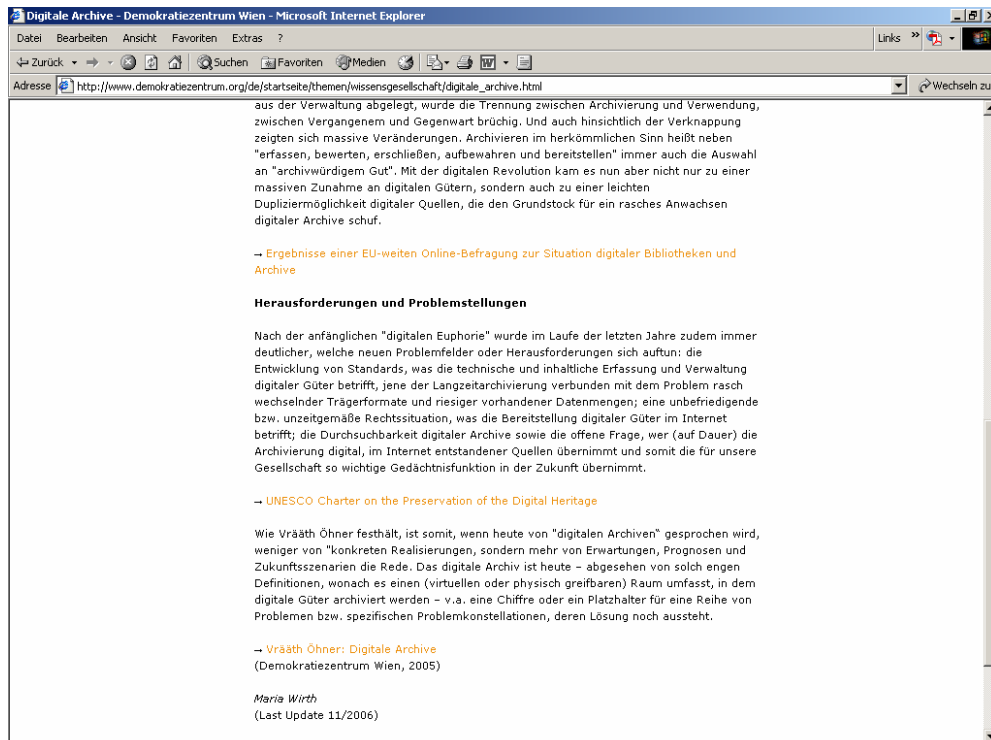 Digitale Archive - Demokratiezentrum Wien - Microsoft Internet Explorer
Datei Bearbeiten Ansicht Favoriten Extras ?
Links »
Zurück
Suchen Favoriten Medien
Adresse http://www.demokratiezentrum.org/de/startseite/themen/wissensgesellschaft/digitale_archive.html Wechseln zu
aus der Verwaltung abgelegt, wurde die Trennung zwischen Archivierung und Verwendung,
zwischen Vergangenem und Gegenwart brüchig. Und auch hinsichtlich der Verknappung
zeigten sich massive Veränderungen. Archivieren im herkömmlichen Sinn heißt neben
"erfassen, bewerten, erschließen, aufbewahren und bereitstellen" immer auch die Auswahl
an "archivwürdigem Gut". Mit der digitalen Revolution kam es nun aber nicht nur zu einer
massiven Zunahme an digitalen Gütern, sondern auch zu einer leichten
Dupliziermöglichkeit digitaler Quellen, die den Grundstock für ein rasches Anwachsen
digitaler Archive schuf.
→ Ergebnisse einer EU-weiten Online-Befragung zur Situation digitaler Bibliotheken und
Archive
Herausforderungen und Problemstellungen
Nach der anfänglichen "digitalen Euphorie" wurde im Laufe der letzten Jahre zudem immer
deutlicher, welche neuen Problemfelder oder Herausforderungen sich auftun: die
Entwicklung von Standards, was die technische und inhaltliche Erfassung und Verwaltung
digitaler Güter betrifft, jene der Langzeitarchivierung verbunden mit dem Problem rasch
wechselnder Trägerformate und riesiger vorhandener Datenmengen; eine unbefriedigende
bzw. unzeitgemäße Rechtssituation, was die Bereitstellung digitaler Güter im Internet
betrifft; die Durchsuchbarkeit digitaler Archive sowie die offene Frage, wer (auf Dauer) die
Archivierung digital, im Internet entstandener Quellen übernimmt und somit die für unsere
Gesellschaft so wichtige Gedächtnisfunktion in der Zukunft übernimmt.
→ UNESCO Charter on the Preservation of the Digital Heritage
Wie Vrääth Öhner festhält, ist somit, wenn heute von "digitalen Archiven“ gesprochen wird,
weniger von "konkreten Realisierungen, sondern mehr von Erwartungen, Prognosen und
Zukunftsszenarien die Rede. Das digitale Archiv ist heute – abgesehen von solch engen
Definitionen, wonach es einen (virtuellen oder physisch greifbaren) Raum umfasst, in dem
digitale Güter archiviert werden – v.a. eine Chiffre oder ein Platzhalter für eine Reihe von
Problemen bzw. spezifischen Problemkonstellationen, deren Lösung noch aussteht.
→ Vrääth Öhner: Digitale Archive
(Demokratiezentrum Wien, 2005)
Maria Wirth
(Last Update 11/2006)